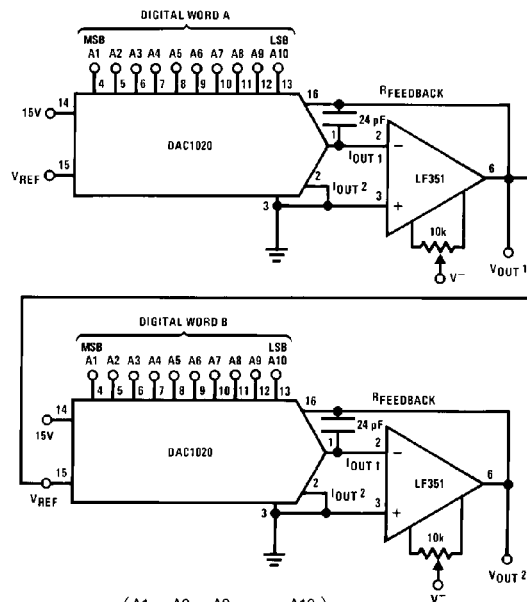 DIGITAL WORD A
MSB LSB
A1 A2 A3 A4 A5 A6 A7 A8 A9 A10
4 5 6 7 8 9 10 11 12 13
16 RFEEDBACK
15V 14
24 pF
DAC1020
1 2 6
IOUT 1
LF351
VREF 15
2 IOUT 2
3 3
10k
V−
VOUT 1
DIGITAL WORD B
MSB LSB
A1 A2 A3 A4 A5 A6 A7 A8 A9 A10
4 5 6 7 8 9 10 11 12 13
16 RFEEDBACK
14
15V
24 pF
DAC1020
1 2 6
IOUT 1
LF351
15
VREF
2 IOUT 2
3 3
10k
V−
VOUT 2